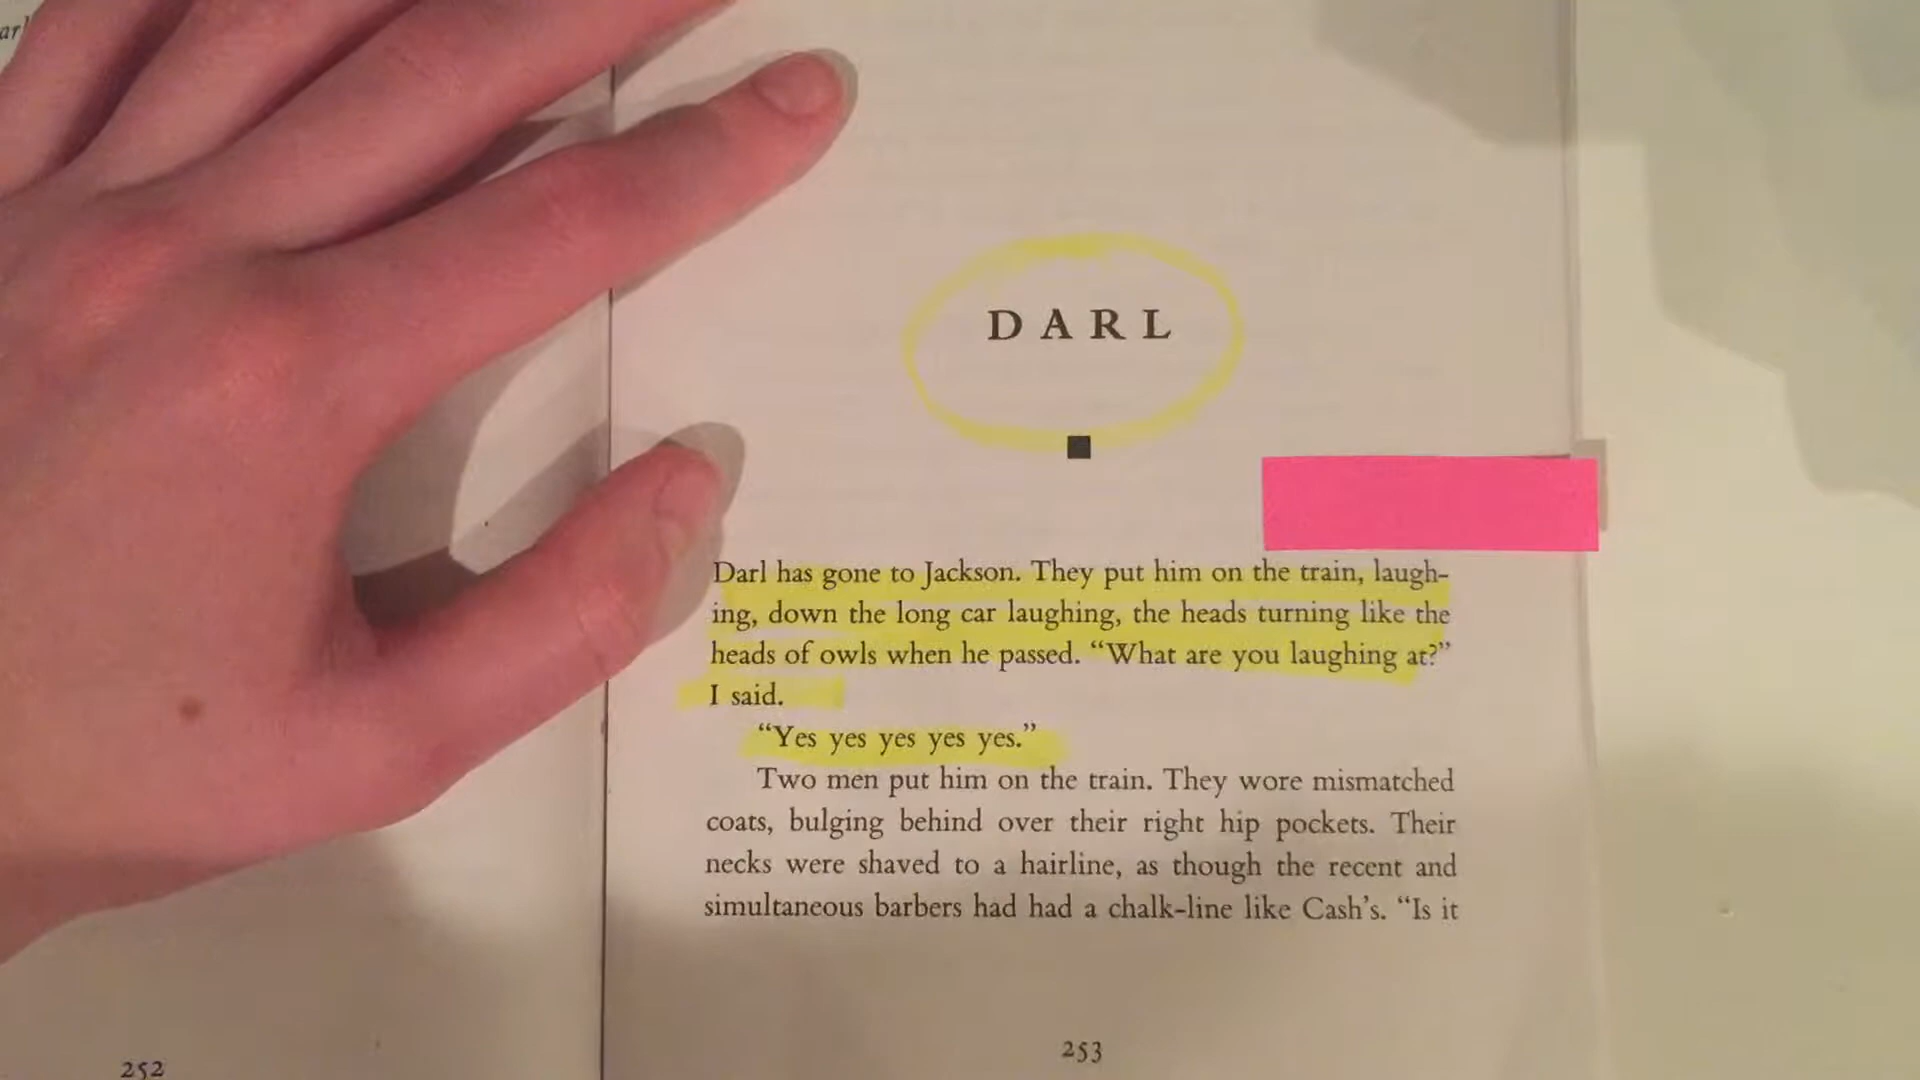 DARL
Darl has gone to Jackson. They put him on the train, laugh-
ing, down the long car laughing, the heads turning like the
heads of owls when he passed. “What are you laughing at?”
I said.
“Yes yes yes yes yes.”
Two men put him on the train. They wore mismatched
coats, bulging behind over their right hip pockets. Their
necks were shaved to a hairline, as though the recent and
simultaneous barbers had had a chalk-line like Cash’s. “Is it
252
253